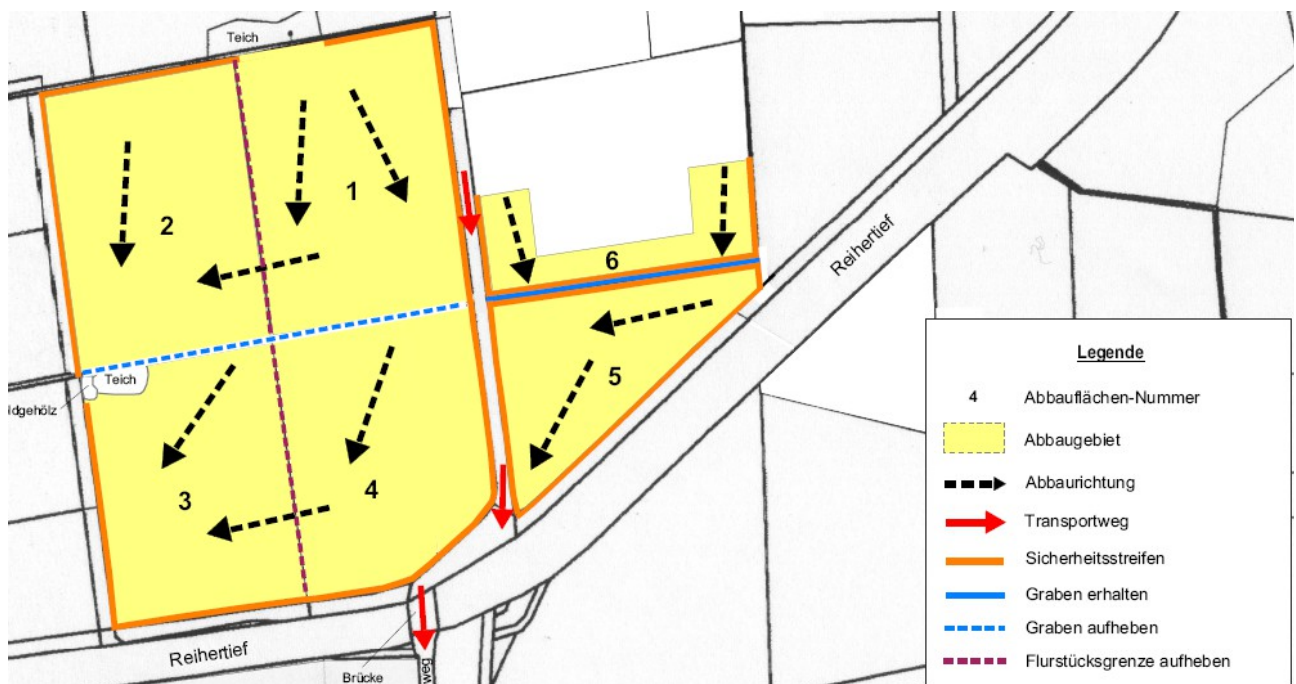 Teich
1
2
6
Reihertief
5
Teich
idgehölz
3
4
Reihertief
Brücke
weg
Legende
4 Abbauflächen-Nummer
Abbaugebiet
Abbaurichtung
Transportweg
Sicherheitsstreifen
Graben erhalten
Graben aufheben
Flurstücksgrenze aufheben